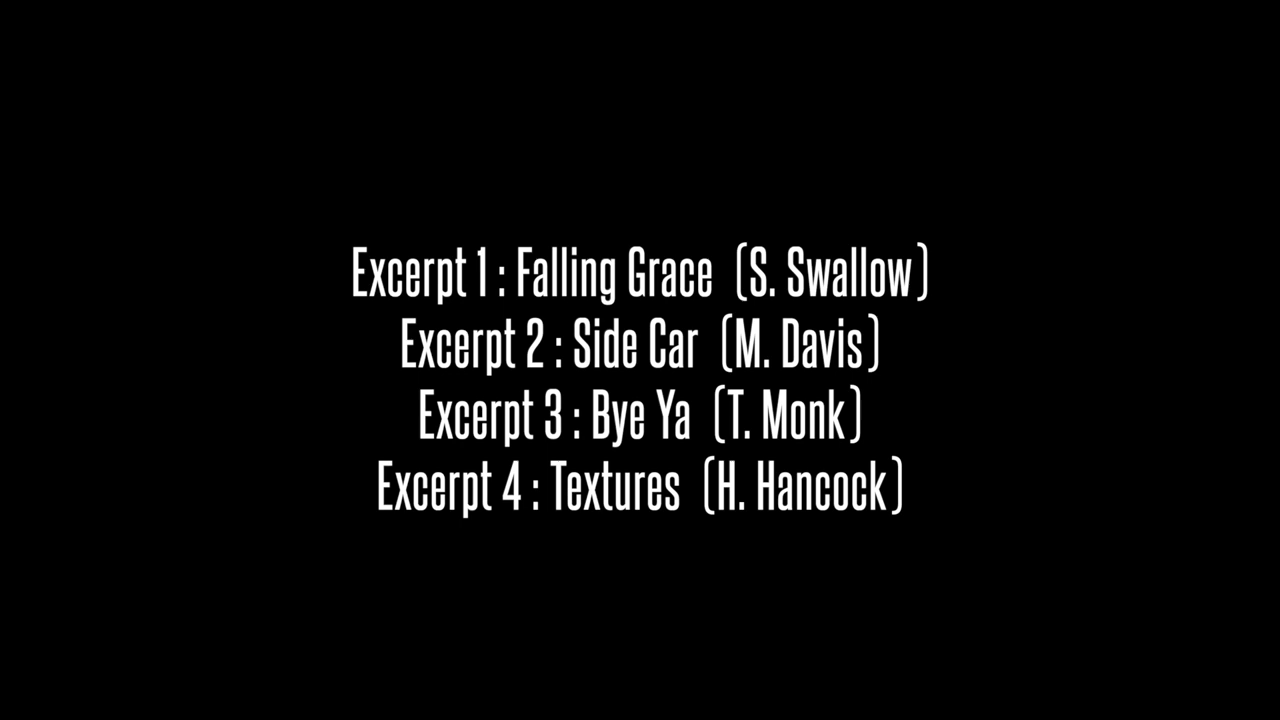 Excerpt 1 : Falling Grace (S. Swallow)
Excerpt 2 : Side Car (M. Davis)
Excerpt 3 : Bye Ya (T. Monk)
Excerpt 4 : Textures (H. Hancock)